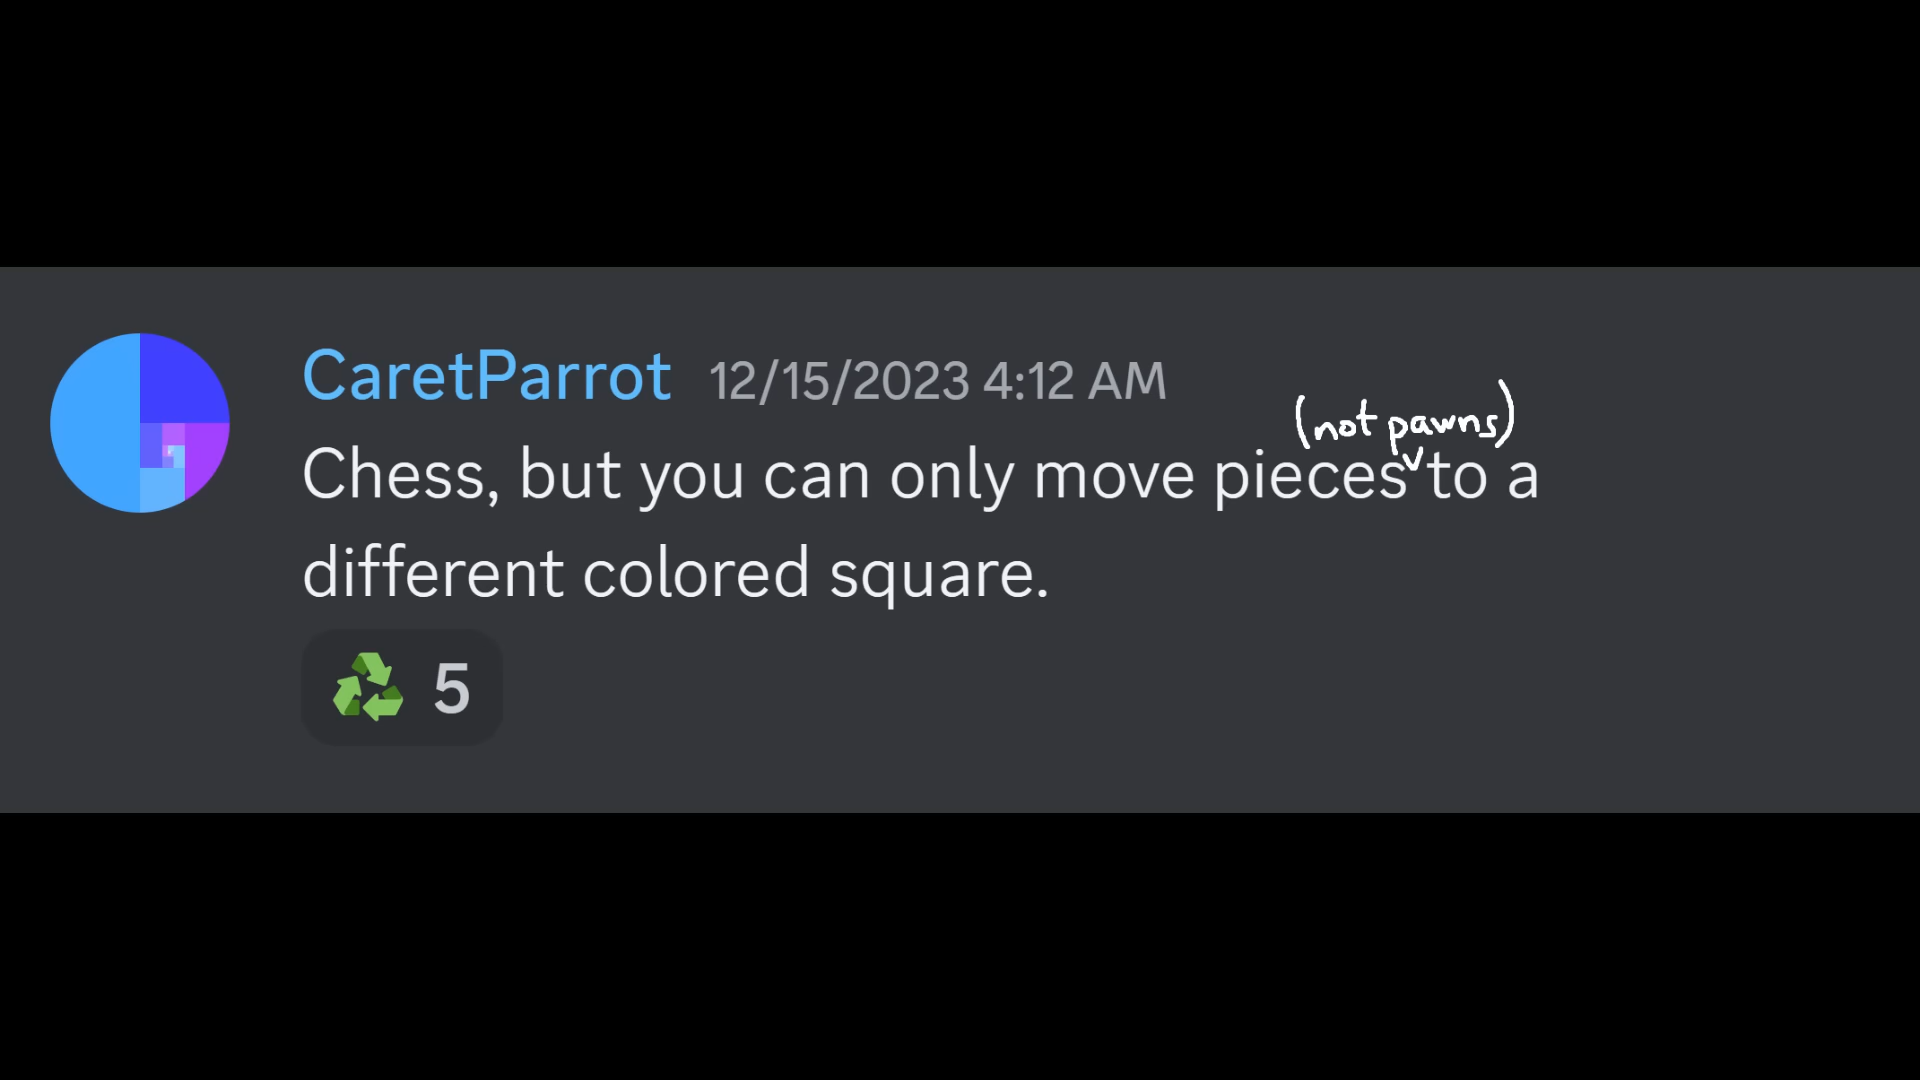 CaretParrot 12/15/2023 4:12 AM
(not pawns)
Chess, but you can only move pieces to a
different colored square.
5